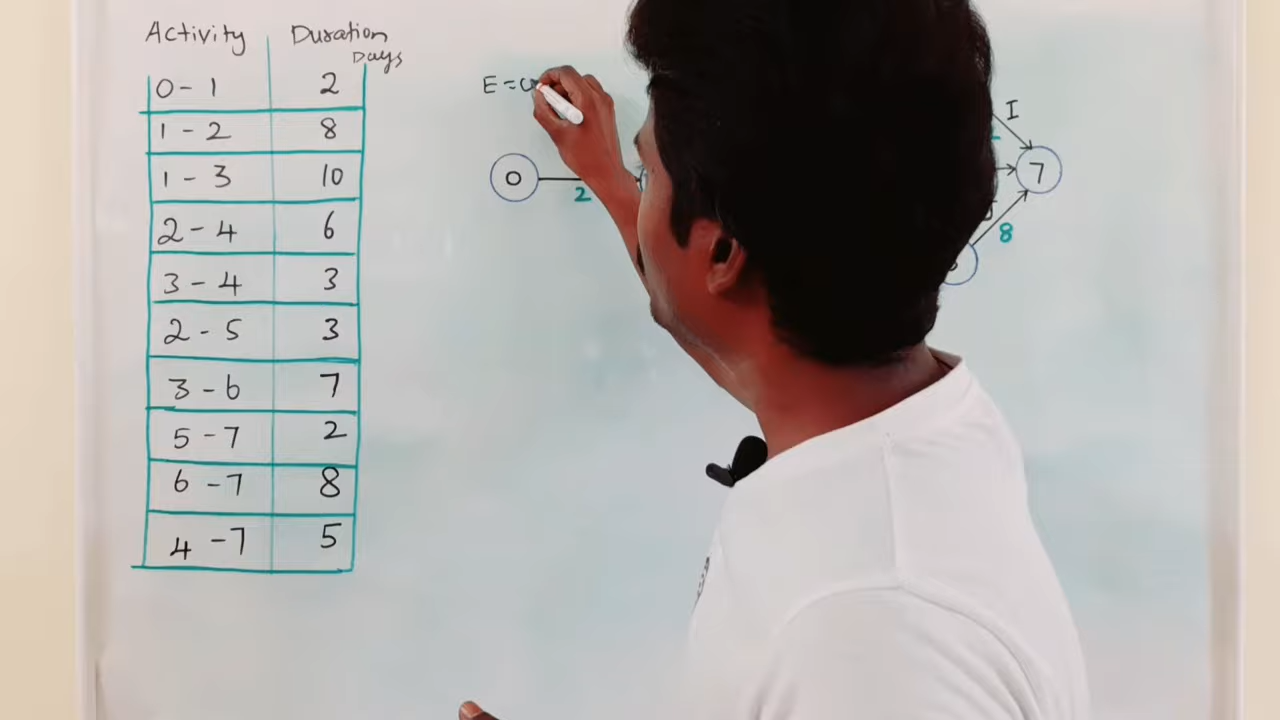 Activity Duration
Days
0 - 1 2
1 - 2 8
1 - 3 10
2 - 4 6
3 - 4 3
2 - 5 3
3 - 6 7
5 - 7 2
6 - 7 8
4 - 7 5
E =
0
2
I
7
8